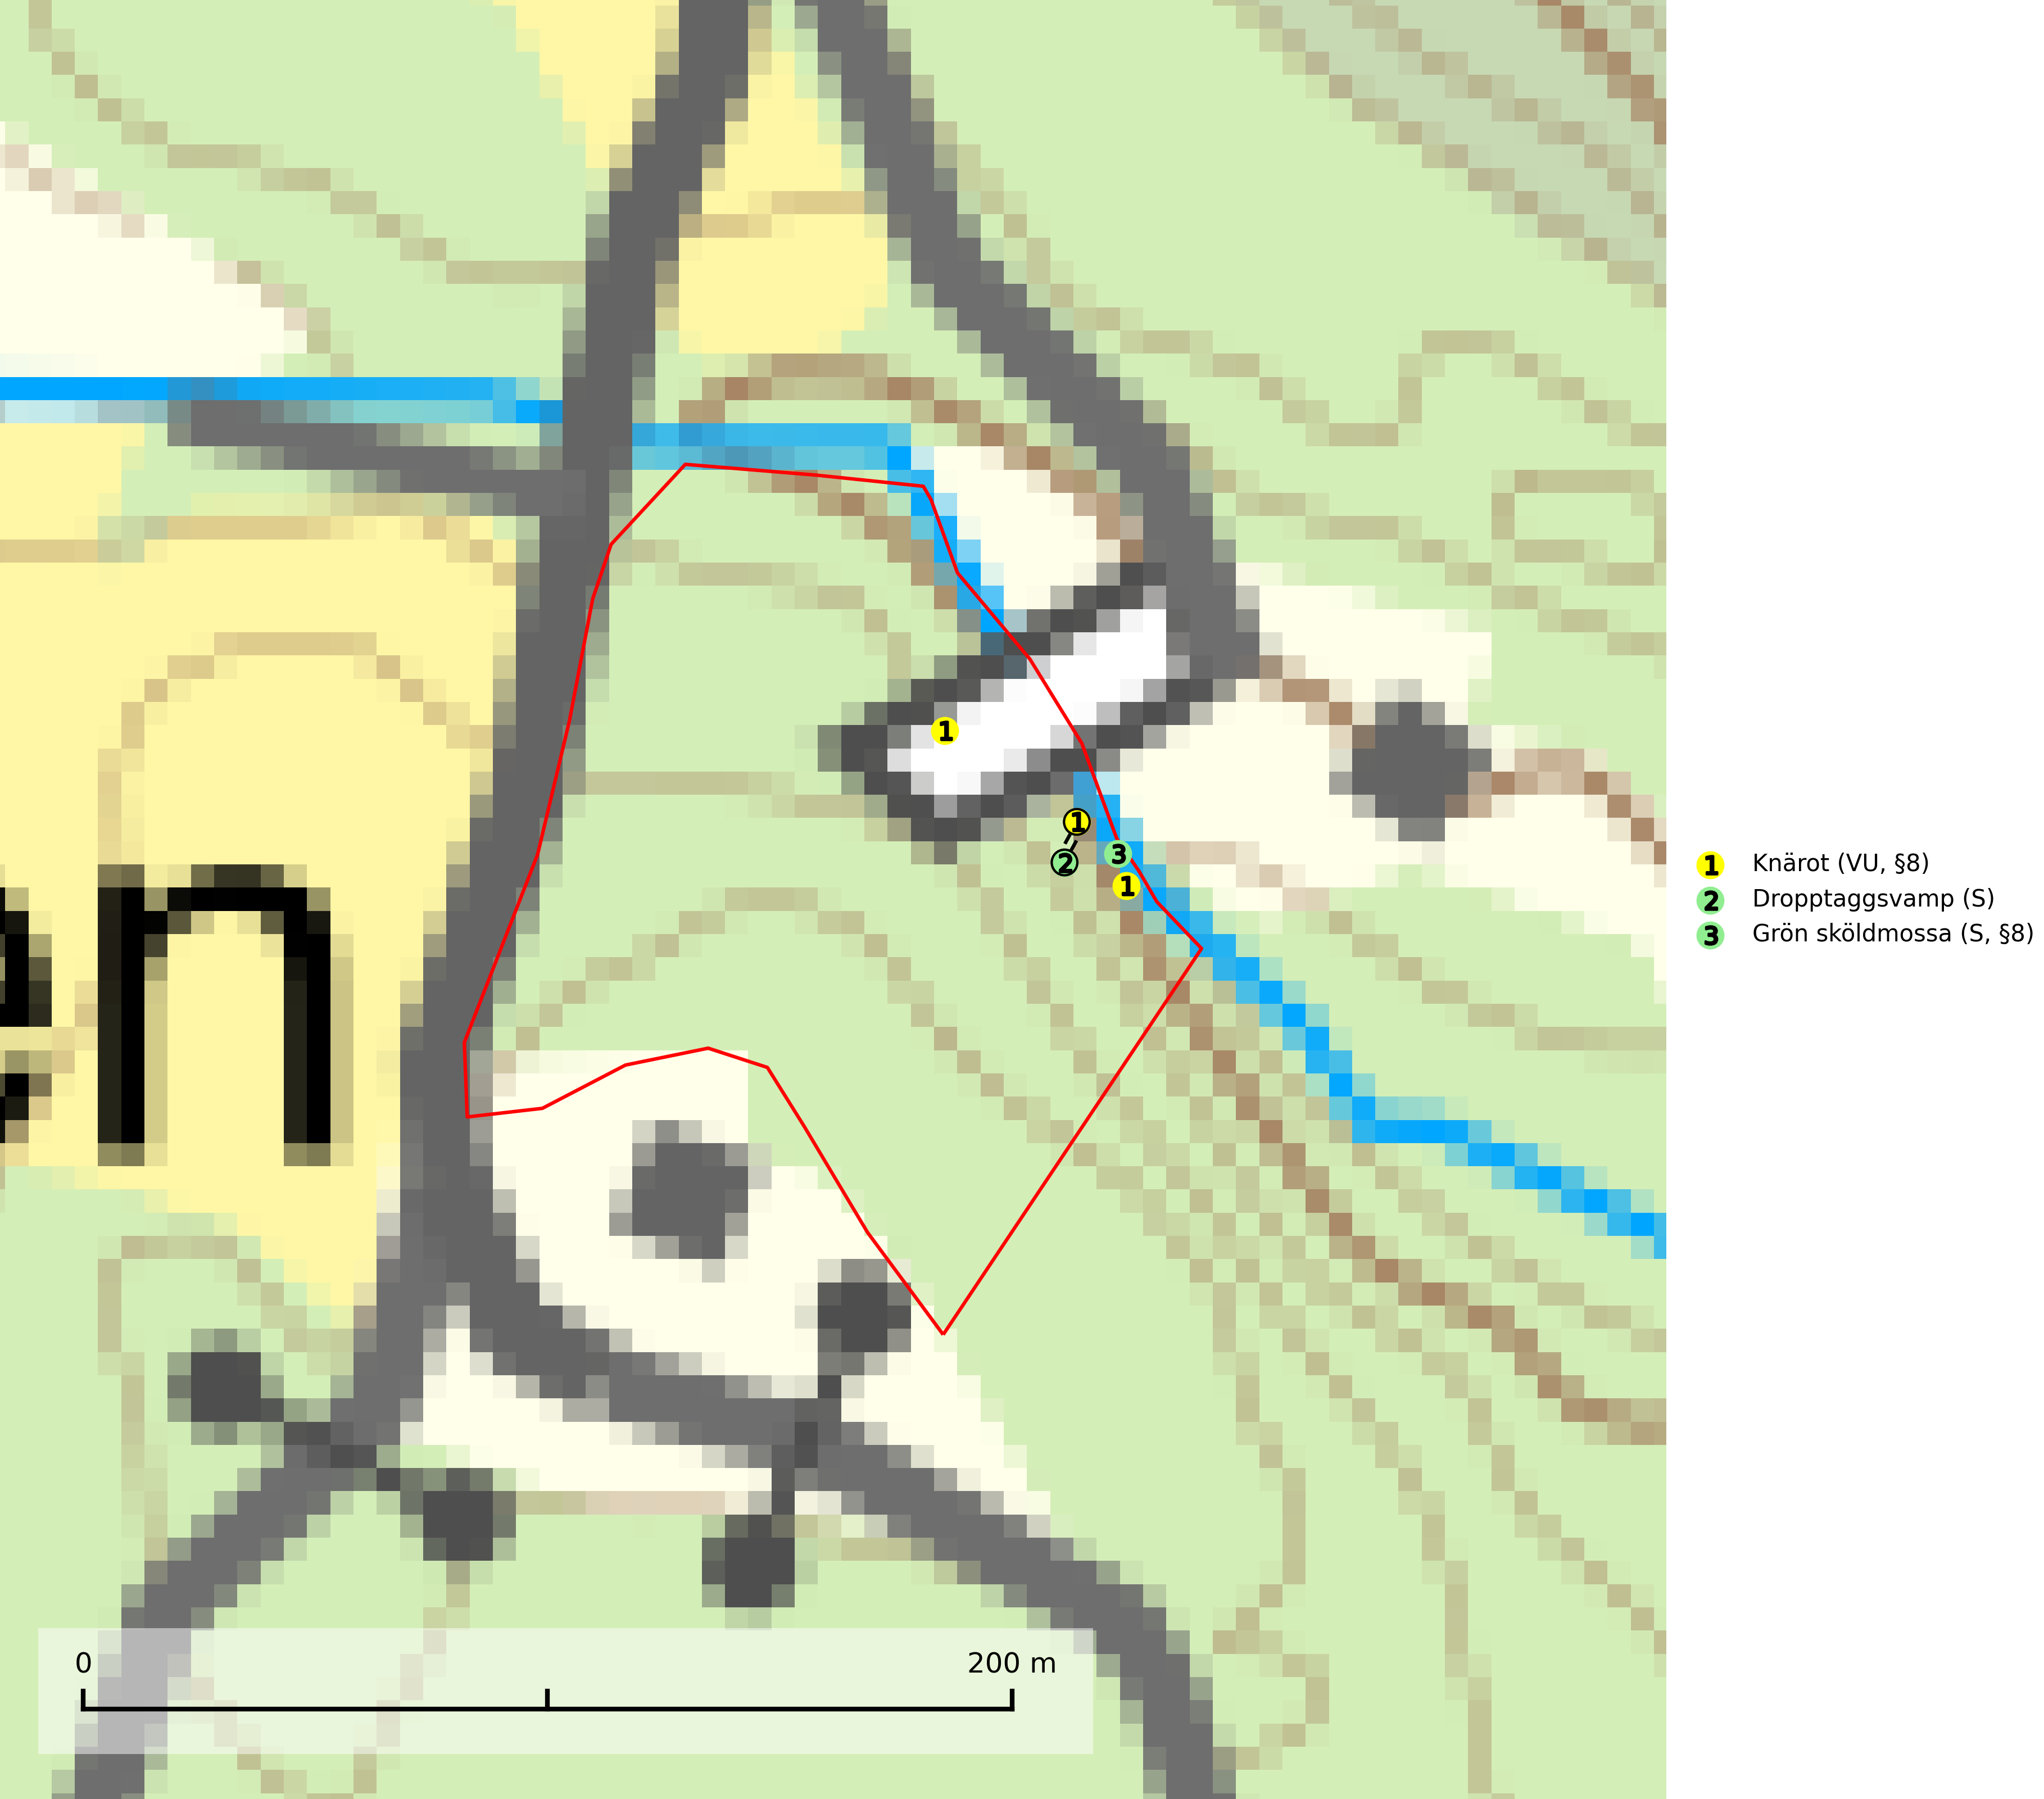 n
1
1
2
3
1
1 Knärot (VU, §8)
2 Dropptaggsvamp (S)
3 Grön sköldmossa (S, §8)
0 200 m